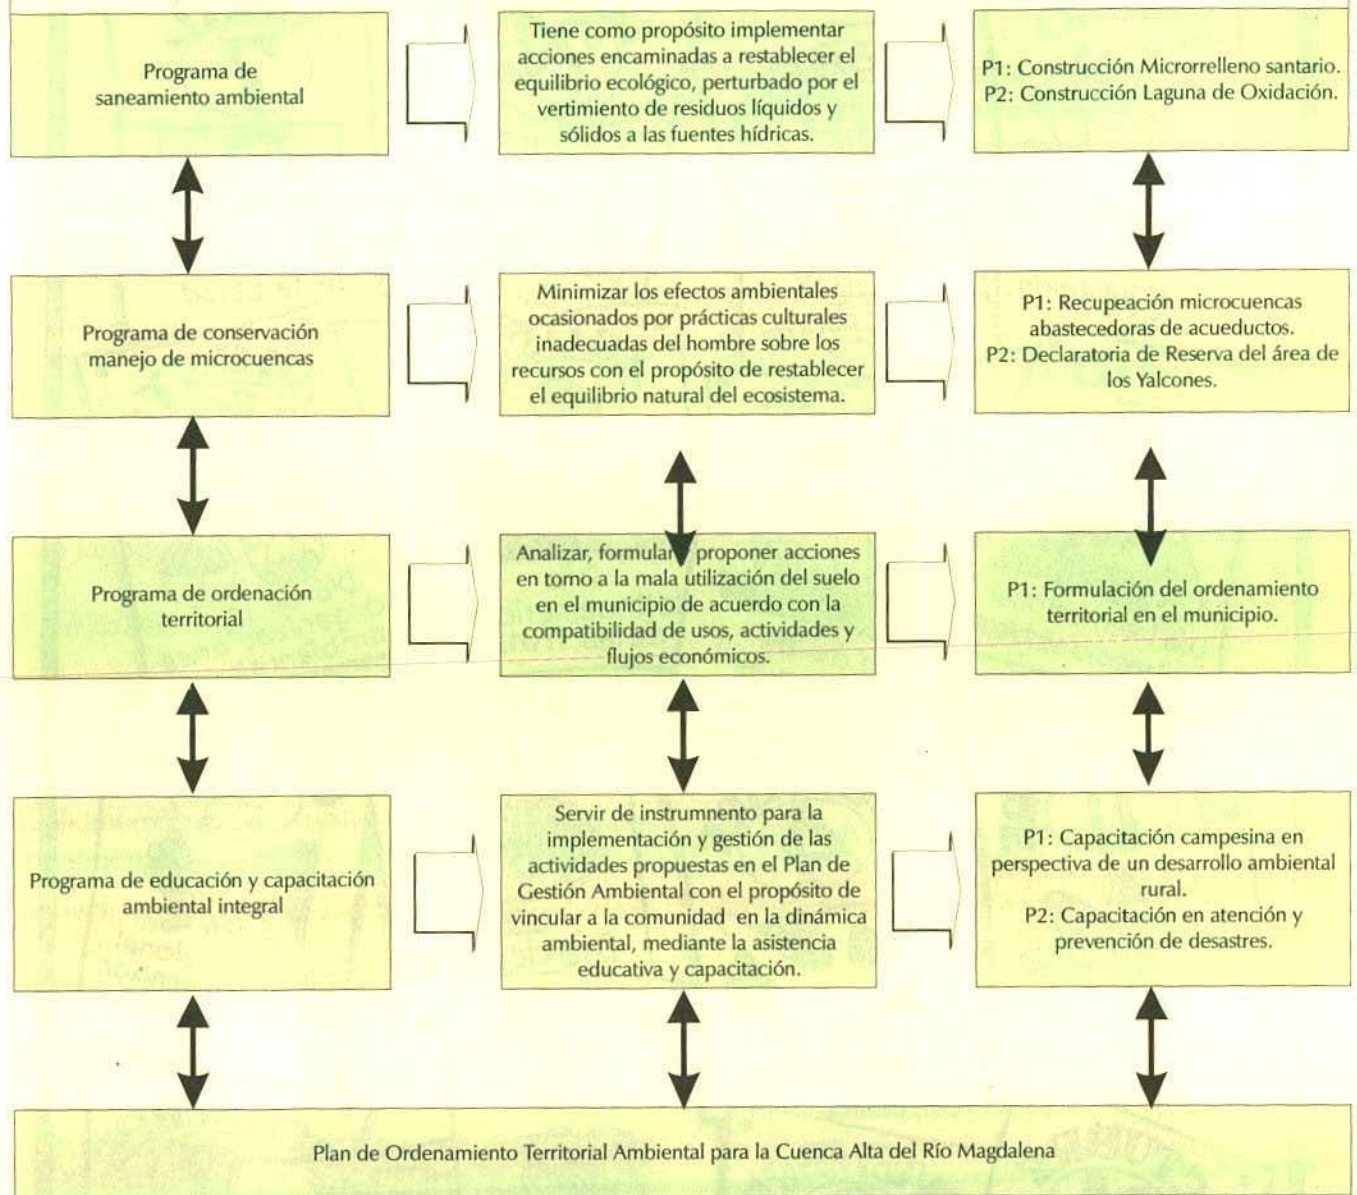 Programa de
saneamiento ambiental
Tiene como propósito implementar
acciones encaminadas a restablecer el
equilibrio ecológico, perturbado por el
vertimiento de residuos líquidos y
sólidos a las fuentes hídricas.
P1: Construcción Microrrelleno santario.
P2: Construcción Laguna de Oxidación.
Programa de conservación
manejo de microcuencas
Minimizar los efectos ambientales
ocasionados por prácticas culturales
inadecuadas del hombre sobre los
recursos con el propósito de restablecer
el equilibrio natural del ecosistema.
P1: Recupeación microcuencas
abastecedoras de acueductos.
P2: Declaratoria de Reserva del área de
los Yalcones.
Programa de ordenación
territorial
Analizar, formular proponer acciones
en torno a la mala utilización del suelo
en el municipio de acuerdo con la
compatibilidad de usos, actividades y
flujos económicos.
P1: Formulación del ordenamiento
territorial en el municipio.
Programa de educación y capacitación
ambiental integral
Servir de instrumnento para la
implementación y gestión de las
actividades propuestas en el Plan de
Gestión Ambiental con el propósito de
vincular a la comunidad en la dinámica
ambiental, mediante la asistencia
educativa y capacitación.
P1: Capacitación campesina en
perspectiva de un desarrollo ambiental
rural.
P2: Capacitación en atención y
prevención de desastres.
Plan de Ordenamiento Territorial Ambiental para la Cuenca Alta del Río Magdalena